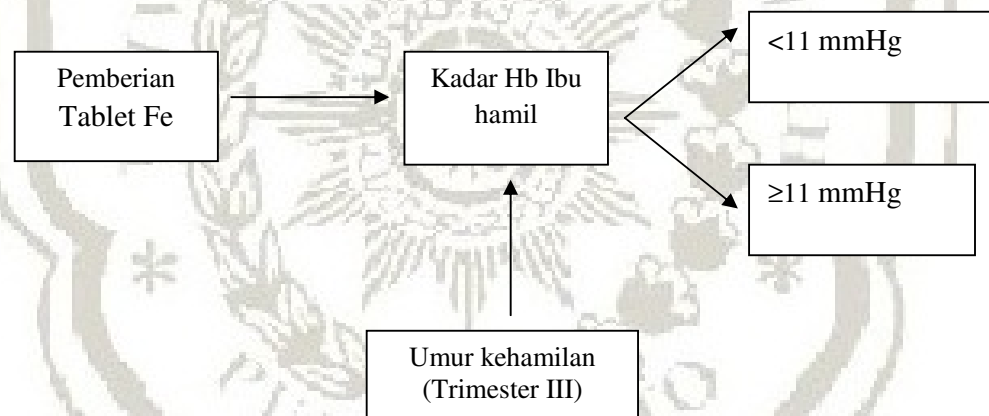 Pemberian
Tablet Fe
Kadar Hb Ibu
hamil
<11 mmHg
≥11 mmHg
Umur kehamilan
(Trimester III)